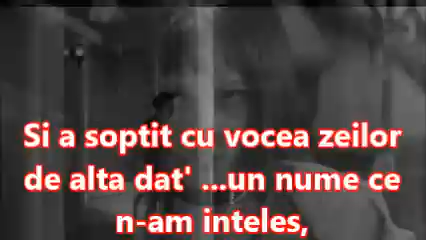 Si a soptit cu vocea zeilor
de alta dat' ...un nume ce
n-am inteles,